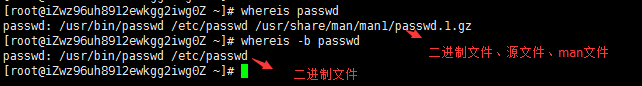 [root@iZwz96uh8912ewkgg2iwg0Z ~]# whereis passwd
passwd: /usr/bin/passwd /etc/passwd /usr/share/man/man1/passwd.1.gz
[root@iZwz96uh8912ewkgg2iwg0Z ~]# whereis -b passwd
二进制文件、源文件、man文件
passwd: /usr/bin/passwd /etc/passwd
[root@iZwz96uh8912ewkgg2iwg0Z ~]#
二进制文件